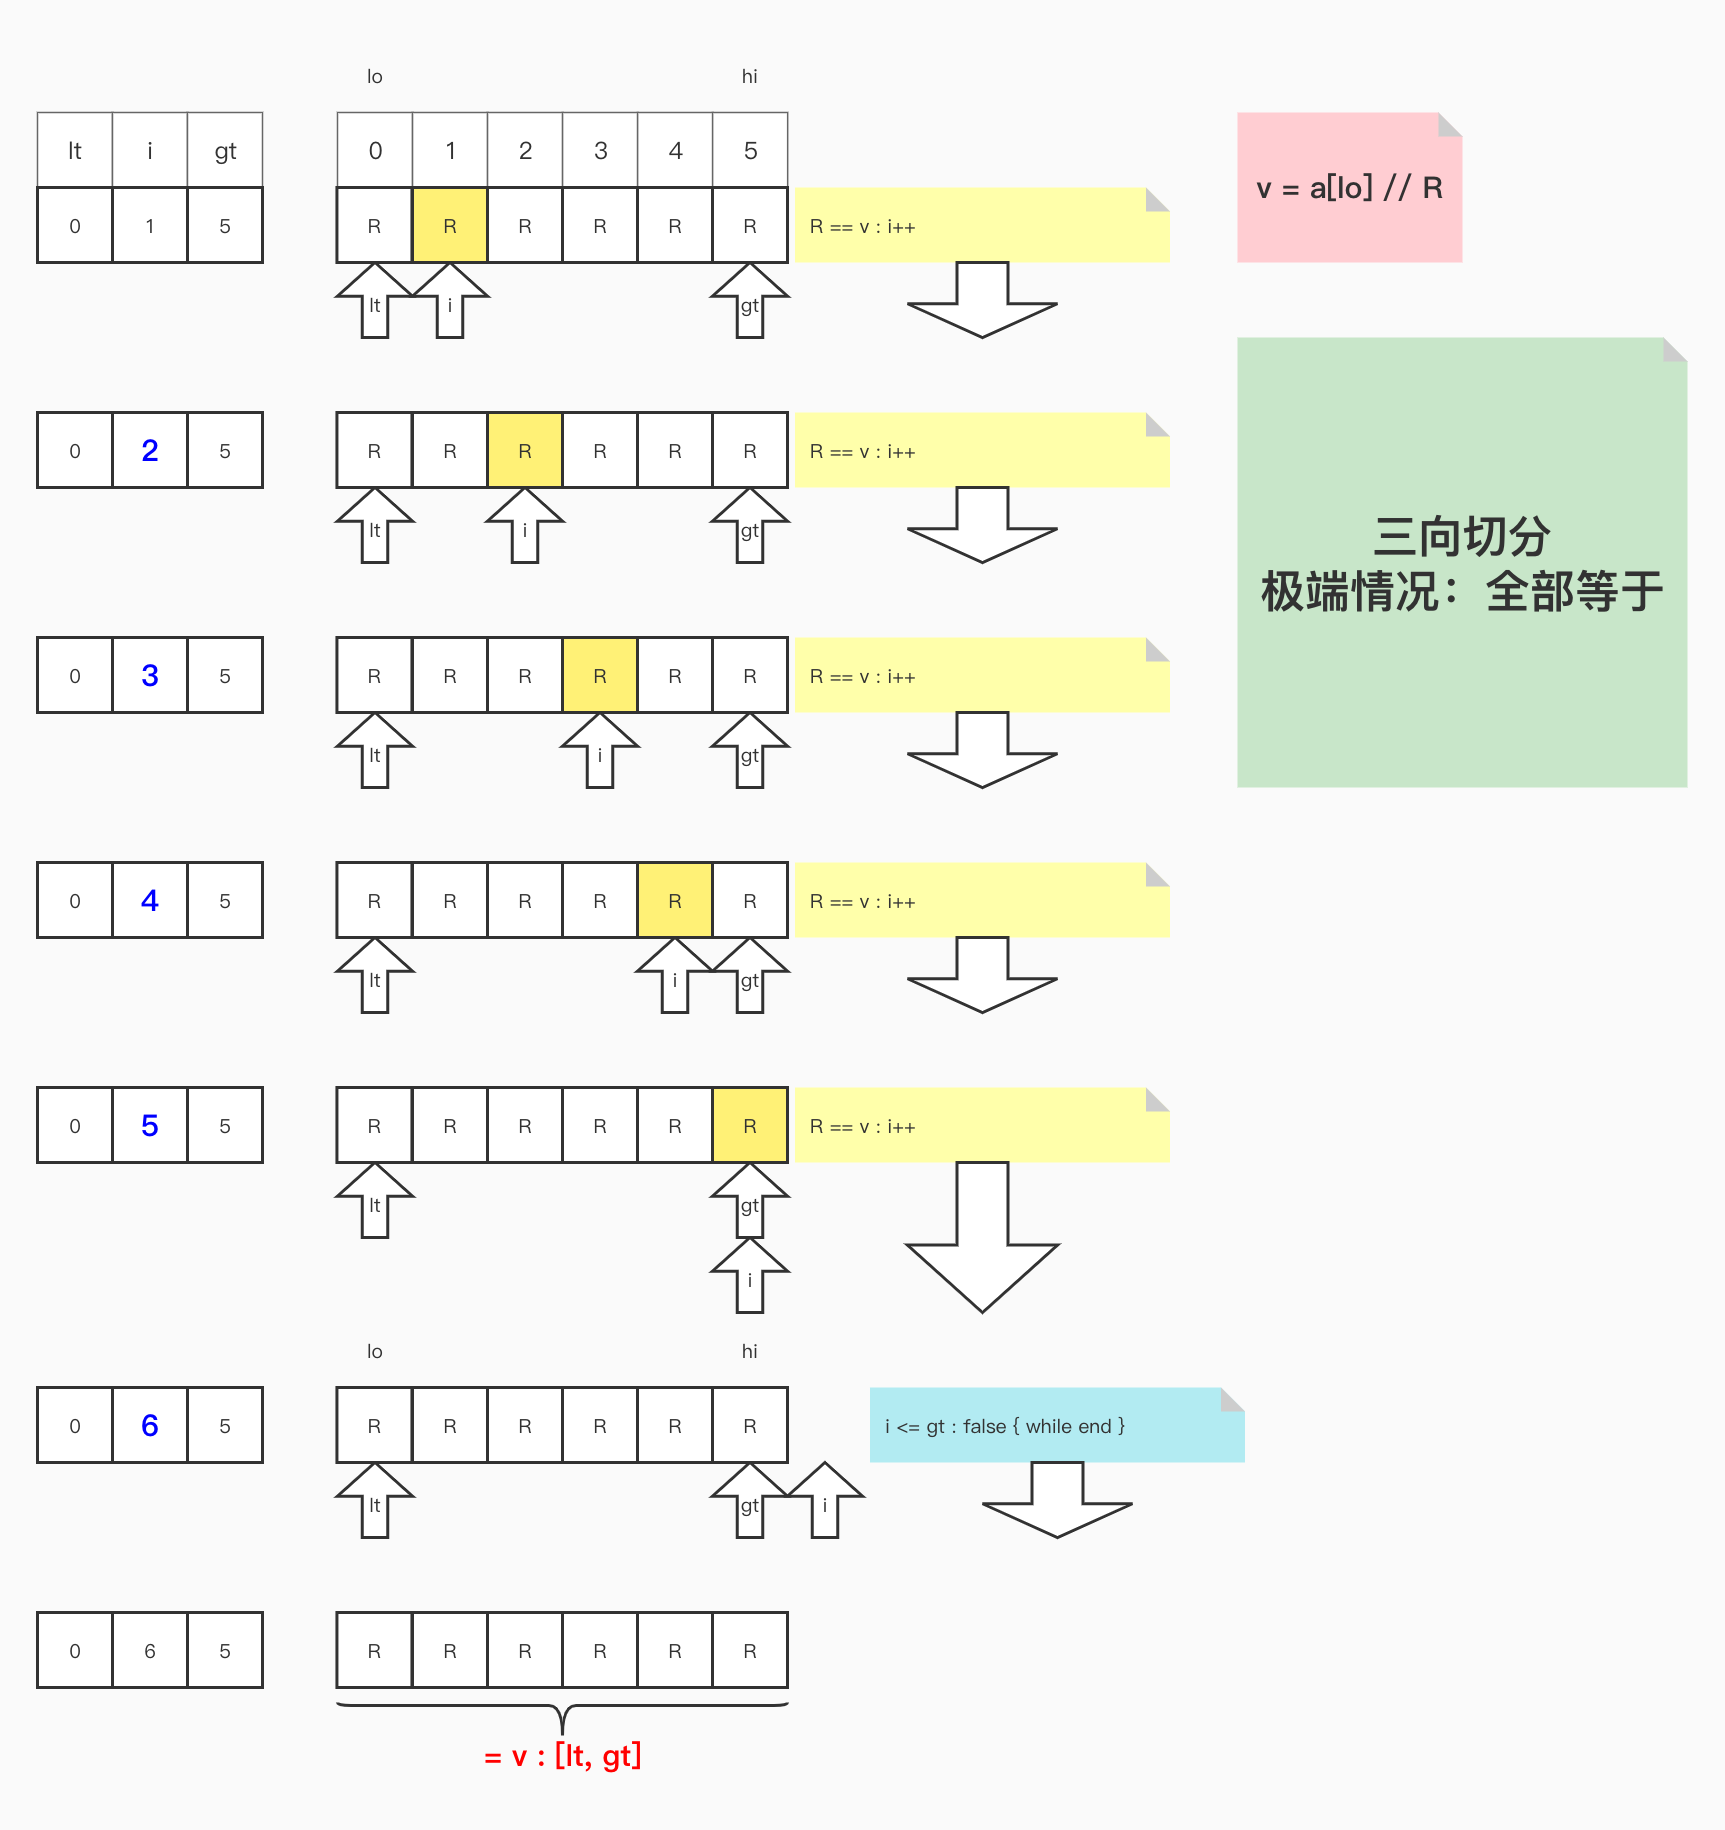 lo hi
lt i gt 0 1 2 3 4 5
v = a[lo] // R
0 1 5 R R R R R R R == v : i++
lt i gt
0 2 5 R R R R R R R == v : i++
lt i gt
三向切分
极端情况：全部等于
0 3 5 R R R R R R R == v : i++
lt i gt
0 4 5 R R R R R R R == v : i++
lt i gt
0 5 5 R R R R R R R == v : i++
lt gt
i
lo hi
0 6 5 R R R R R R i <= gt : false { while end }
lt gt i
0 6 5 R R R R R R
= v : [lt, gt]